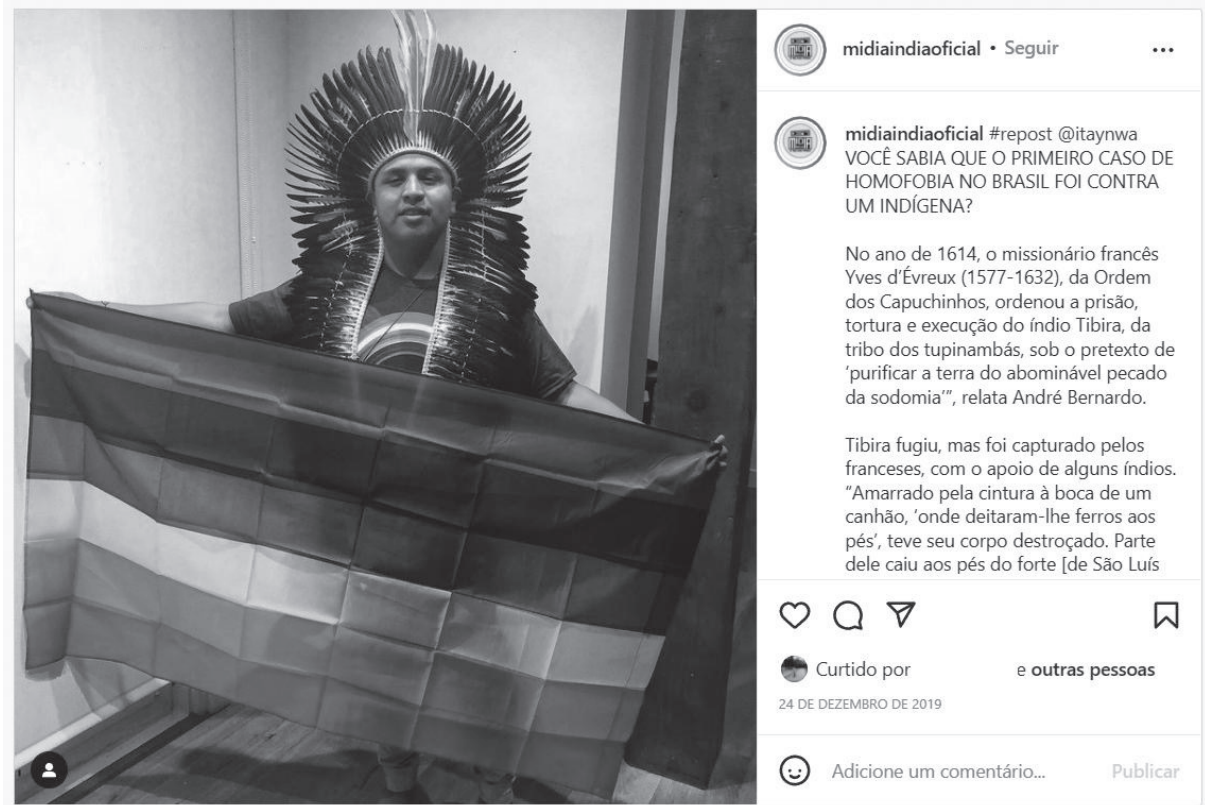 midiaindiaoficial • Seguir
midiaindiaoficial #repost @itaynwa
VOCÊ SABIA QUE O PRIMEIRO CASO DE
HOMOFOBIA NO BRASIL FOI CONTRA
UM INDÍGENA?
No ano de 1614, o missionário francês
Yves d’Évreux (1577-1632), da Ordem
dos Capuchinhos, ordenou a prisão,
tortura e execução do índio Tibira, da
tribo dos tupinambás, sob o pretexto de
‘purificar a terra do abominável pecado
da sodomia’”, relata André Bernardo.
Tibira fugiu, mas foi capturado pelos
franceses, com o apoio de alguns índios.
“Amarrado pela cintura à boca de um
canhão, ‘onde deitaram-lhe ferros aos
pés’, teve seu corpo destroçado. Parte
dele caiu aos pés do forte [de São Luís
Curtido por e outras pessoas
24 DE DEZEMBRO DE 2019
Adicione um comentário... Publicar